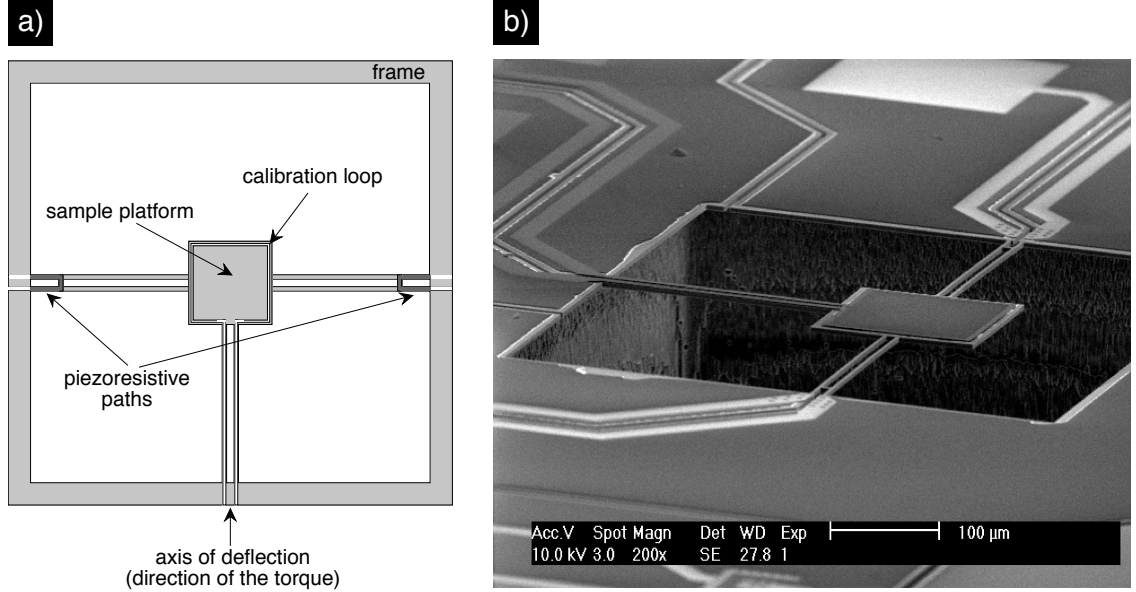 a)
frame
calibration loop
sample platform
piezoresistive
paths
axis of deflection
(direction of the torque)
b)
Acc.V Spot Magn Det WD Exp
10.0 kV 3.0 200x SE 27.8 1
100 µm